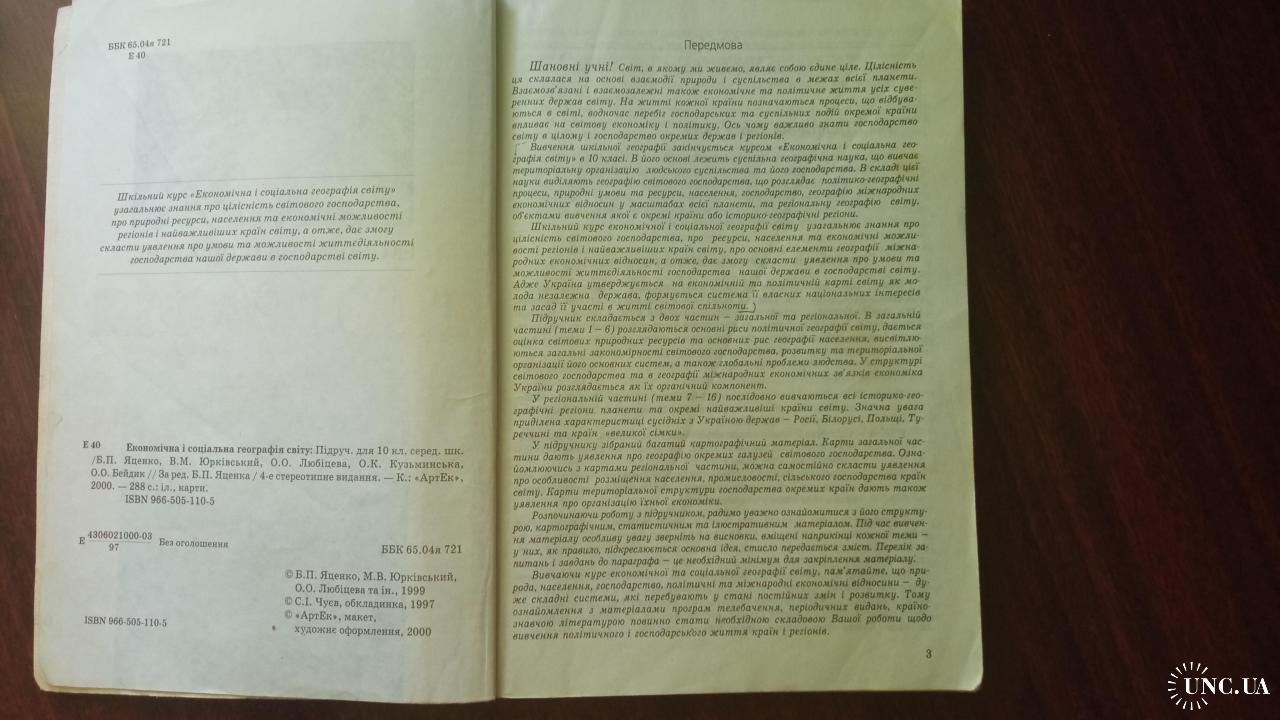 ББК 65.04я 721
Е 40
Шкільний курс «Економічна і соціальна географія світу»
узагальнює знання про цілісність світового господарства,
про природні ресурси, населення та економічні можливості
регіонів і найважливіших країн світу, а отже, дає змогу
скласти уявлення про умови та можливості життєдіяльності
господарства нашої держави в господарстві світу.
Е 40
Економічна і соціальна географія світу: Підруч. для 10 кл. серед. шк.
/Б.П. Яценко, В.М. Юрківський, О.О. Любіцева, О.К. Кузьминська,
О.О. Бейдик // За ред. Б.П. Яценка / 4-е стереотипне видання. — К.: «АртЕк»,
2000. — 288 с.: іл., карти.
ISBN 966-505-110-5
Е 4306021000-03
97
Без оголошення
ББК 65.04я 721
© Б.П. Яценко, М.В. Юрківський,
О.О. Любіцева та ін., 1999
© С.І. Чуєв, обкладинка, 1997
© «АртЕк», макет,
художнє оформлення, 2000
ISBN 966-505-110-5
Передмова
Шановні учні! Світ, в якому ми живемо, являє собою єдине ціле. Цілісність
ця склалася на основі взаємодії природи і суспільства в межах всієї планети.
Взаємозв'язані і взаємозалежні також економічне та політичне життя усіх суве-
ренних держав світу. На житті кожної країни позначаються процеси, що відбува-
ються в світі, водночас перебіг господарських та суспільних подій окремої країни
впливає на світову економіку і політику. Ось чому важливо знати господарство
світу в цілому і господарство окремих держав і регіонів.
Вивчення шкільної географії закінчується курсом «Економічна і соціальна гео-
графія світу» в 10 класі. В його основі лежить суспільна географічна наука, що вивчає
територіальну організацію людського суспільства та його господарства. В складі цієї
науки виділяють географію світового господарства, що розглядає політико-географічні
процеси, природні умови та ресурси, населення, господарство, географію міжнародних
економічних відносин у масштабах всієї планети, та регіональну географію світу,
об'єктами вивчення якої є окремі країни або історико-географічні регіони.
Шкільний курс економічної і соціальної географії світу узагальнює знання про
цілісність світового господарства, про ресурси, населення та економічні можли-
вості регіонів і найважливіших країн світу, про основні елементи географії міжна-
родних економічних відносин, а отже, дає змогу скласти уявлення про умови та
можливості життєдіяльності господарства нашої держави в господарстві світу.
Адже Україна утверджується на економічній та політичній карті світу як мо-
лода незалежна держава, формується система її власних національних інтересів
та засад її участі в житті світової спільноти.
Підручник складається з двох частин — загальної та регіональної. В загальній
частині (теми 1 — 6) розглядаються основні риси політичної географії світу, дається
оцінка світових природних ресурсів та основних рис географії населення, висвітлю-
ються загальні закономірності світового господарства, розвитку та територіальної
організації його основних систем, а також глобальні проблеми людства. У структурі
світового господарства та в географії міжнародних економічних зв'язків економіка
України розглядається як їх органічний компонент.
У регіональній частині (теми 7 — 16) послідовно вивчаються всі історико-гео-
графічні регіони планети та окремі найважливіші країни світу. Значна увага
приділена характеристиці сусідніх з Україною держав — Росії, Білорусі, Польщі, Ту-
реччини та країн «великої сімки».
У підручнику зібраний багатий картографічний матеріал. Карти загальної час-
тини дають уявлення про географію окремих галузей світового господарства. Озна-
йомлюючись з картами регіональної частини, можна самостійно скласти уявлення
про особливості розміщення населення, промисловості, сільського господарства країн
світу. Карти територіальної структури господарства окремих країн дають також
уявлення про організацію їхньої економіки.
Розпочинаючи роботу з підручником, радимо уважно ознайомитися з його структу-
рою, картографічним, статистичним та ілюстративним матеріалом. Під час вивчен-
ня матеріалу особливу увагу зверніть на висновки, вміщені наприкінці кожної теми —
у них, як правило, підкреслюється основна ідея, стисло передається зміст. Перелік за-
питань і завдань до параграфа — це необхідний мінімум для закріплення матеріалу.
Вивчаючи курс економічної та соціальної географії світу, пам'ятайте, що при-
рода, населення, господарство, політичні та міжнародні економічні відносини — ду-
же складні системи, які перебувають у стані постійних змін і розвитку. Тому
ознайомлення з матеріалами програм телебачення, періодичних видань, країно-
знавчою літературою повинно стати необхідною складовою Вашої роботи щодо
вивчення політичного і господарського життя країн і регіонів.
3
UNC.UA